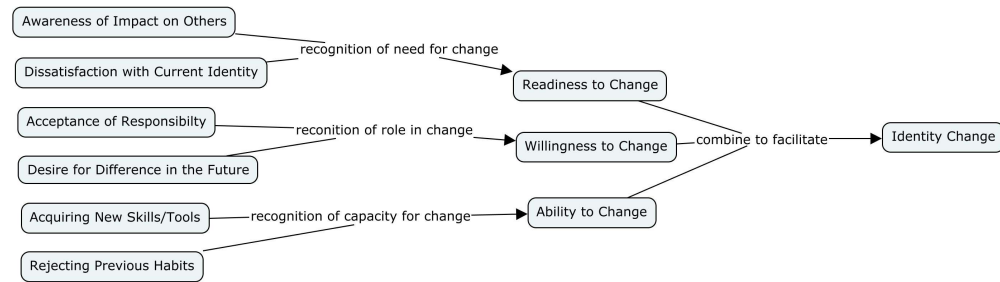 Awareness of Impact on Others
recognition of need for change
Dissatisfaction with Current Identity
Readiness to Change
Acceptance of Responsibilty
reconition of role in change
combine to facilitate
Identity Change
Willingness to Change
Desire for Difference in the Future
Acquiring New Skills/Tools
recognition of capacity for change
Ability to Change
Rejecting Previous Habits